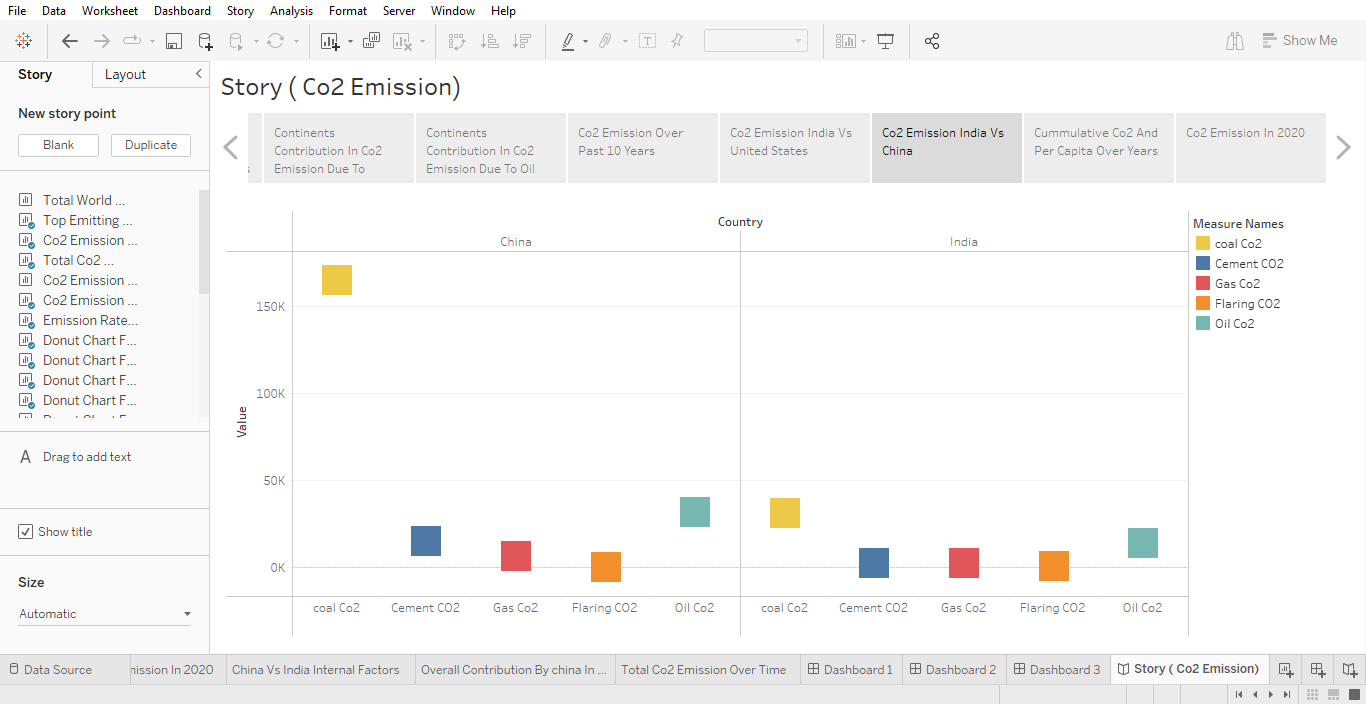 File Data Worksheet Dashboard Story Analysis Format Server Window Help
Show Me
Story Layout
New story point
Blank Duplicate
Total World ...
Top Emitting ...
Co2 Emission ...
Total Co2 ...
Co2 Emission ...
Co2 Emission ...
Emission Rate...
Donut Chart F...
Donut Chart F...
Donut Chart F...
Donut Chart F...
Drag to add text
Show title
Size
Automatic
Story ( Co2 Emission)
Continents
Contribution In Co2
Emission Due To
Continents
Contribution In Co2
Emission Due To Oil
Co2 Emission Over
Past 10 Years
Co2 Emission India Vs
United States
Co2 Emission India Vs
China
Cummulative Co2 And
Per Capita Over Years
Co2 Emission In 2020
Country
China India
Value
150K
100K
50K
0K
coal Co2 Cement CO2 Gas Co2 Flaring CO2 Oil Co2 coal Co2 Cement CO2 Gas Co2 Flaring CO2 Oil Co2
Measure Names
coal Co2
Cement CO2
Gas Co2
Flaring CO2
Oil Co2
Data Source nission In 2020 China Vs India Internal Factors Overall Contribution By china In ... Total Co2 Emission Over Time Dashboard 1 Dashboard 2 Dashboard 3 Story ( Co2 Emission)